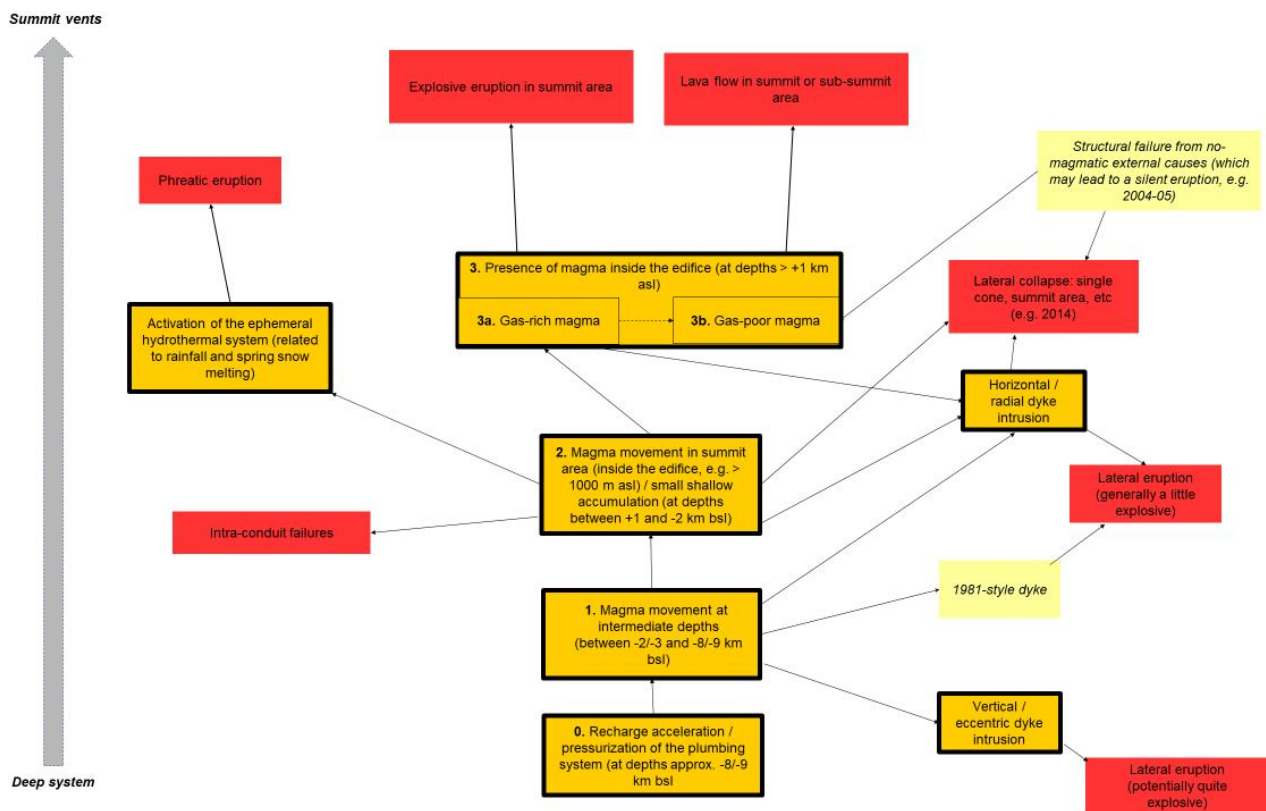 Summit vents
Explosive eruption in summit area
Lava flow in summit or sub-summit
area
Structural failure from no-
magmatic external causes (which
may lead to a silent eruption, e.g.
2004-05)
Phreatic eruption
3. Presence of magma inside the edifice (at depths > +1 km
asl)
3a. Gas-rich magma
3b. Gas-poor magma
Lateral collapse: single
cone, summit area, etc
(e.g. 2014)
Activation of the ephemeral
hydrothermal system (related
to rainfall and spring snow
melting)
Horizontal /
radial dyke
intrusion
2. Magma movement in summit
area (inside the edifice, e.g. >
1000 m asl) / small shallow
accumulation (at depths
between +1 and -2 km bsl)
Lateral eruption
(generally a little
explosive)
Intra-conduit failures
1981-style dyke
1. Magma movement at
intermediate depths
(between -2/-3 and -8/-9 km
bsl)
Vertical /
eccentric dyke
intrusion
0. Recharge acceleration /
pressurization of the plumbing
system (at depths approx. -8/-9
km bsl
Lateral eruption
(potentially quite
explosive)
Deep system